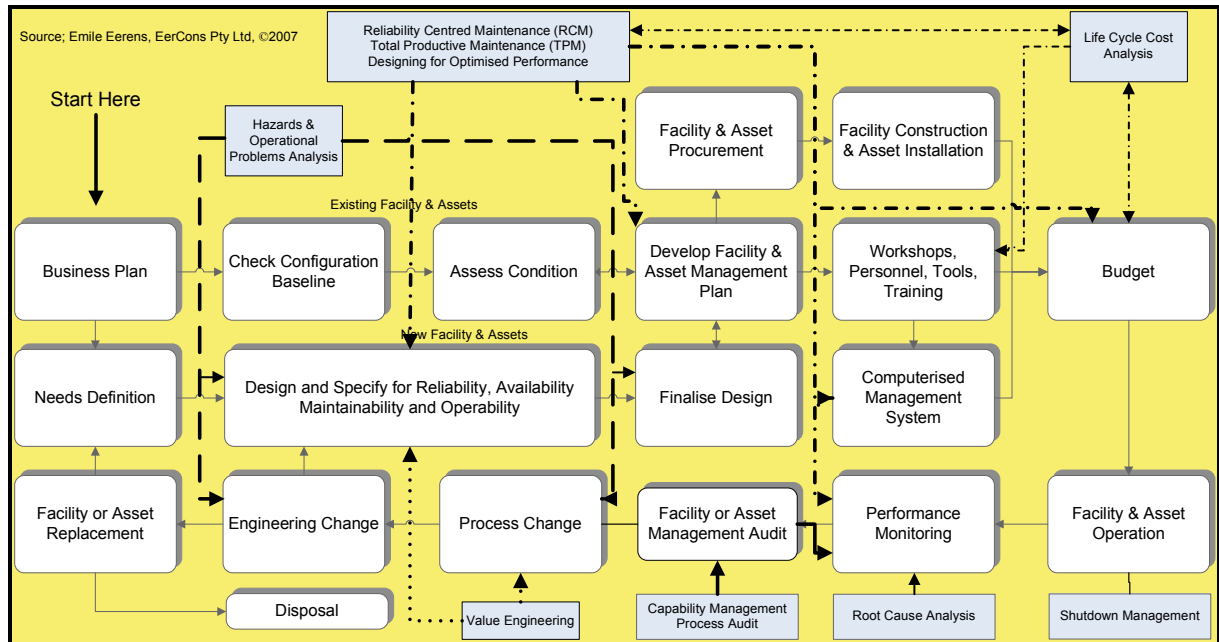 Source; Emile Eerens, EerCons Pty Ltd, ©2007
Reliability Centred Maintenance (RCM)
Total Productive Maintenance (TPM)
Designing for Optimised Performance
Life Cycle Cost
Analysis
Start Here
Hazards &
Operational
Problems Analysis
Facility & Asset
Procurement
Facility Construction
& Asset Installation
Existing Facility & Assets
Business Plan
Check Configuration
Baseline
Assess Condition
Develop Facility &
Asset Management
Plan
Workshops,
Personnel, Tools,
Training
Budget
New Facility & Assets
Needs Definition
Design and Specify for Reliability, Availability
Maintainability and Operability
Finalise Design
Computerised
Management
System
Facility or Asset
Replacement
Engineering Change
Process Change
Facility or Asset
Management Audit
Performance
Monitoring
Facility & Asset
Operation
Disposal
Value Engineering
Capability Management
Process Audit
Root Cause Analysis
Shutdown Management